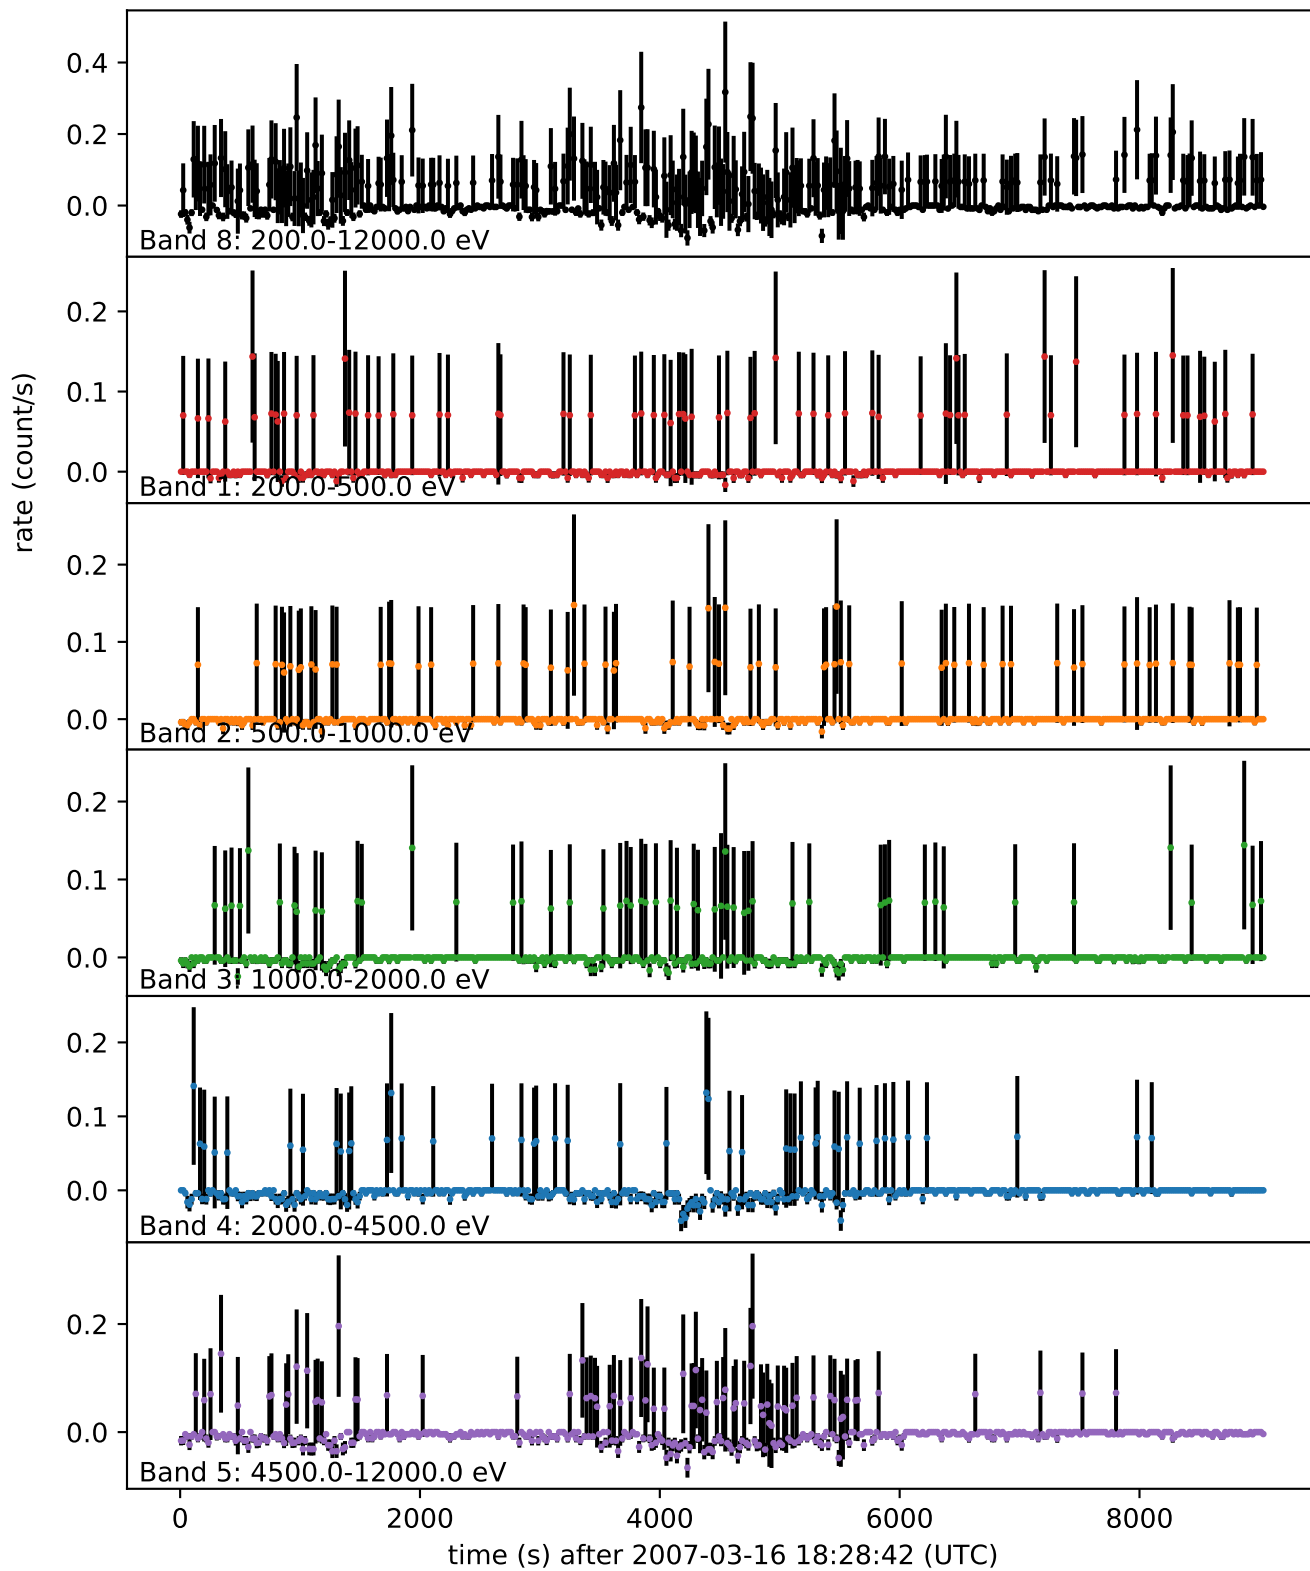 0.4
0.2
0.0
Band 8: 200.0-12000.0 eV
0.2
0.1
0.0
Band 1: 200.0-500.0 eV
rate (count/s)
0.2
0.1
0.0
Band 2: 500.0-1000.0 eV
0.2
0.1
0.0
Band 3: 1000.0-2000.0 eV
0.2
0.1
0.0
Band 4: 2000.0-4500.0 eV
0.2
0.0
Band 5: 4500.0-12000.0 eV
0 2000 4000 6000 8000
time (s) after 2007-03-16 18:28:42 (UTC)